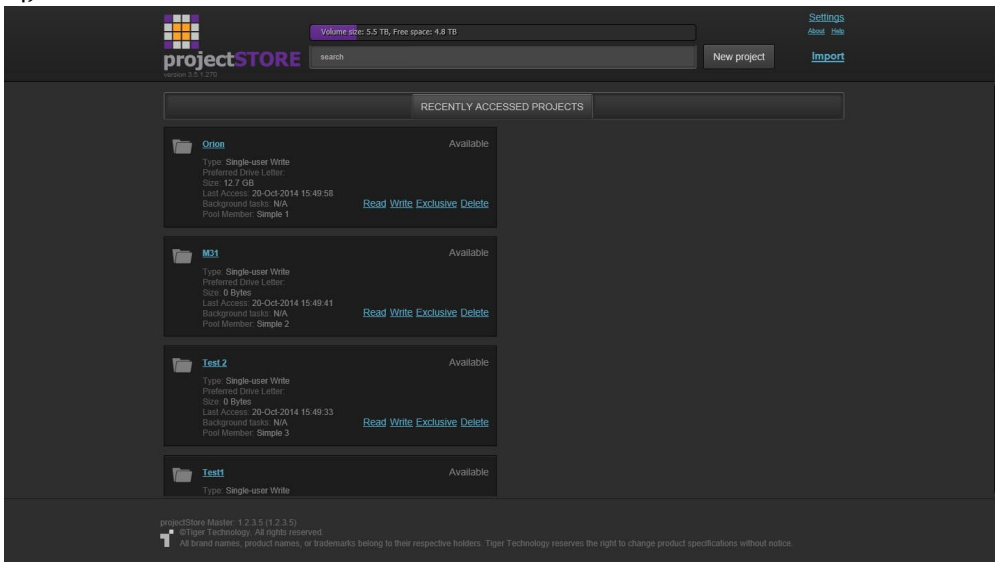 Settings
Volume size: 5.5 TB, Free space: 4.8 TB
About Help
search
New project
Import
projectSTORE
version 3.5.1.270
RECENTLY ACCESSED PROJECTS
Orion
Available
Type: Single-user Write
Preferred Drive Letter:
Size: 12.7 GB
Last Access: 20-Oct-2014 15:49:58
Background tasks: N/A
Read Write Exclusive Delete
Pool Member: Simple 1
M31
Available
Type: Single-user Write
Preferred Drive Letter:
Size: 0 Bytes
Last Access: 20-Oct-2014 15:49:41
Background tasks: N/A
Read Write Exclusive Delete
Pool Member: Simple 2
Test 2
Available
Type: Single-user Write
Preferred Drive Letter:
Size: 0 Bytes
Last Access: 20-Oct-2014 15:49:33
Background tasks: N/A
Read Write Exclusive Delete
Pool Member: Simple 3
Test1
Available
Type: Single-user Write
projectStore Master: 1.2.3.5 (1.2.3.5)
©Tiger Technology. All rights reserved.
All brand names, product names, or trademarks belong to their respective holders. Tiger Technology reserves the right to change product specifications without notice.